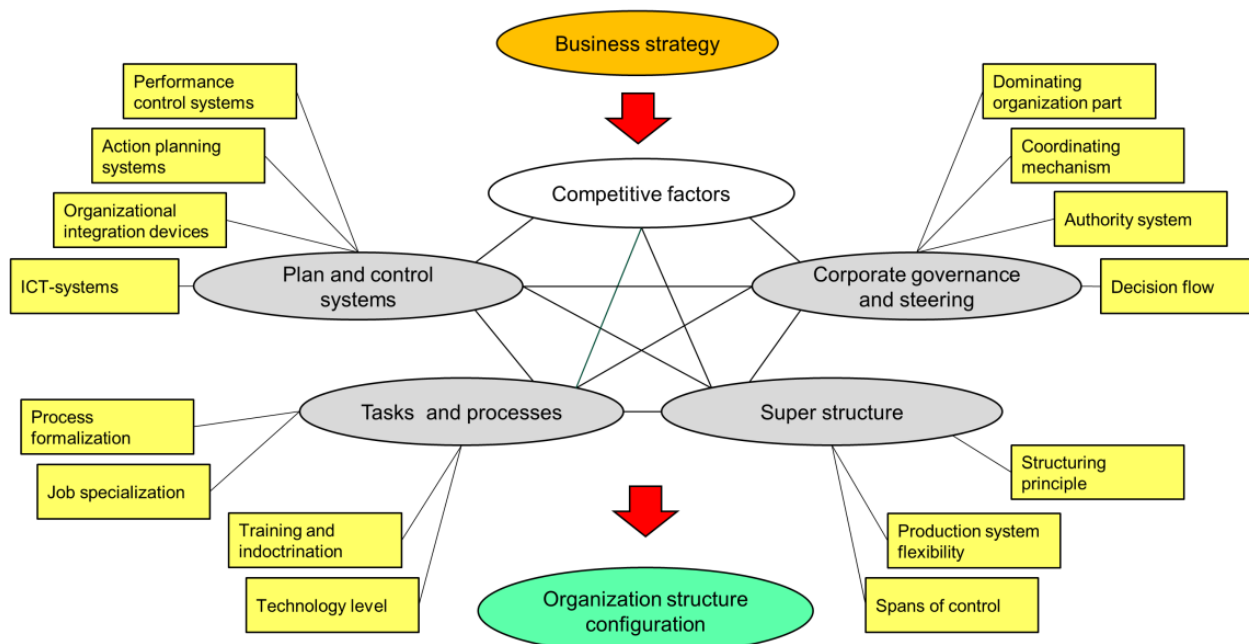 Business strategy
Performance
control systems
Dominating
organization part
Action planning
systems
Coordinating
mechanism
Competitive factors
Organizational
integration devices
Authority system
ICT-systems
Plan and control
systems
Corporate governance
and steering
Decision flow
Process
formalization
Tasks and processes
Super structure
Job specialization
Structuring
principle
Training and
indoctrination
Production system
flexibility
Technology level
Organization structure
configuration
Spans of control